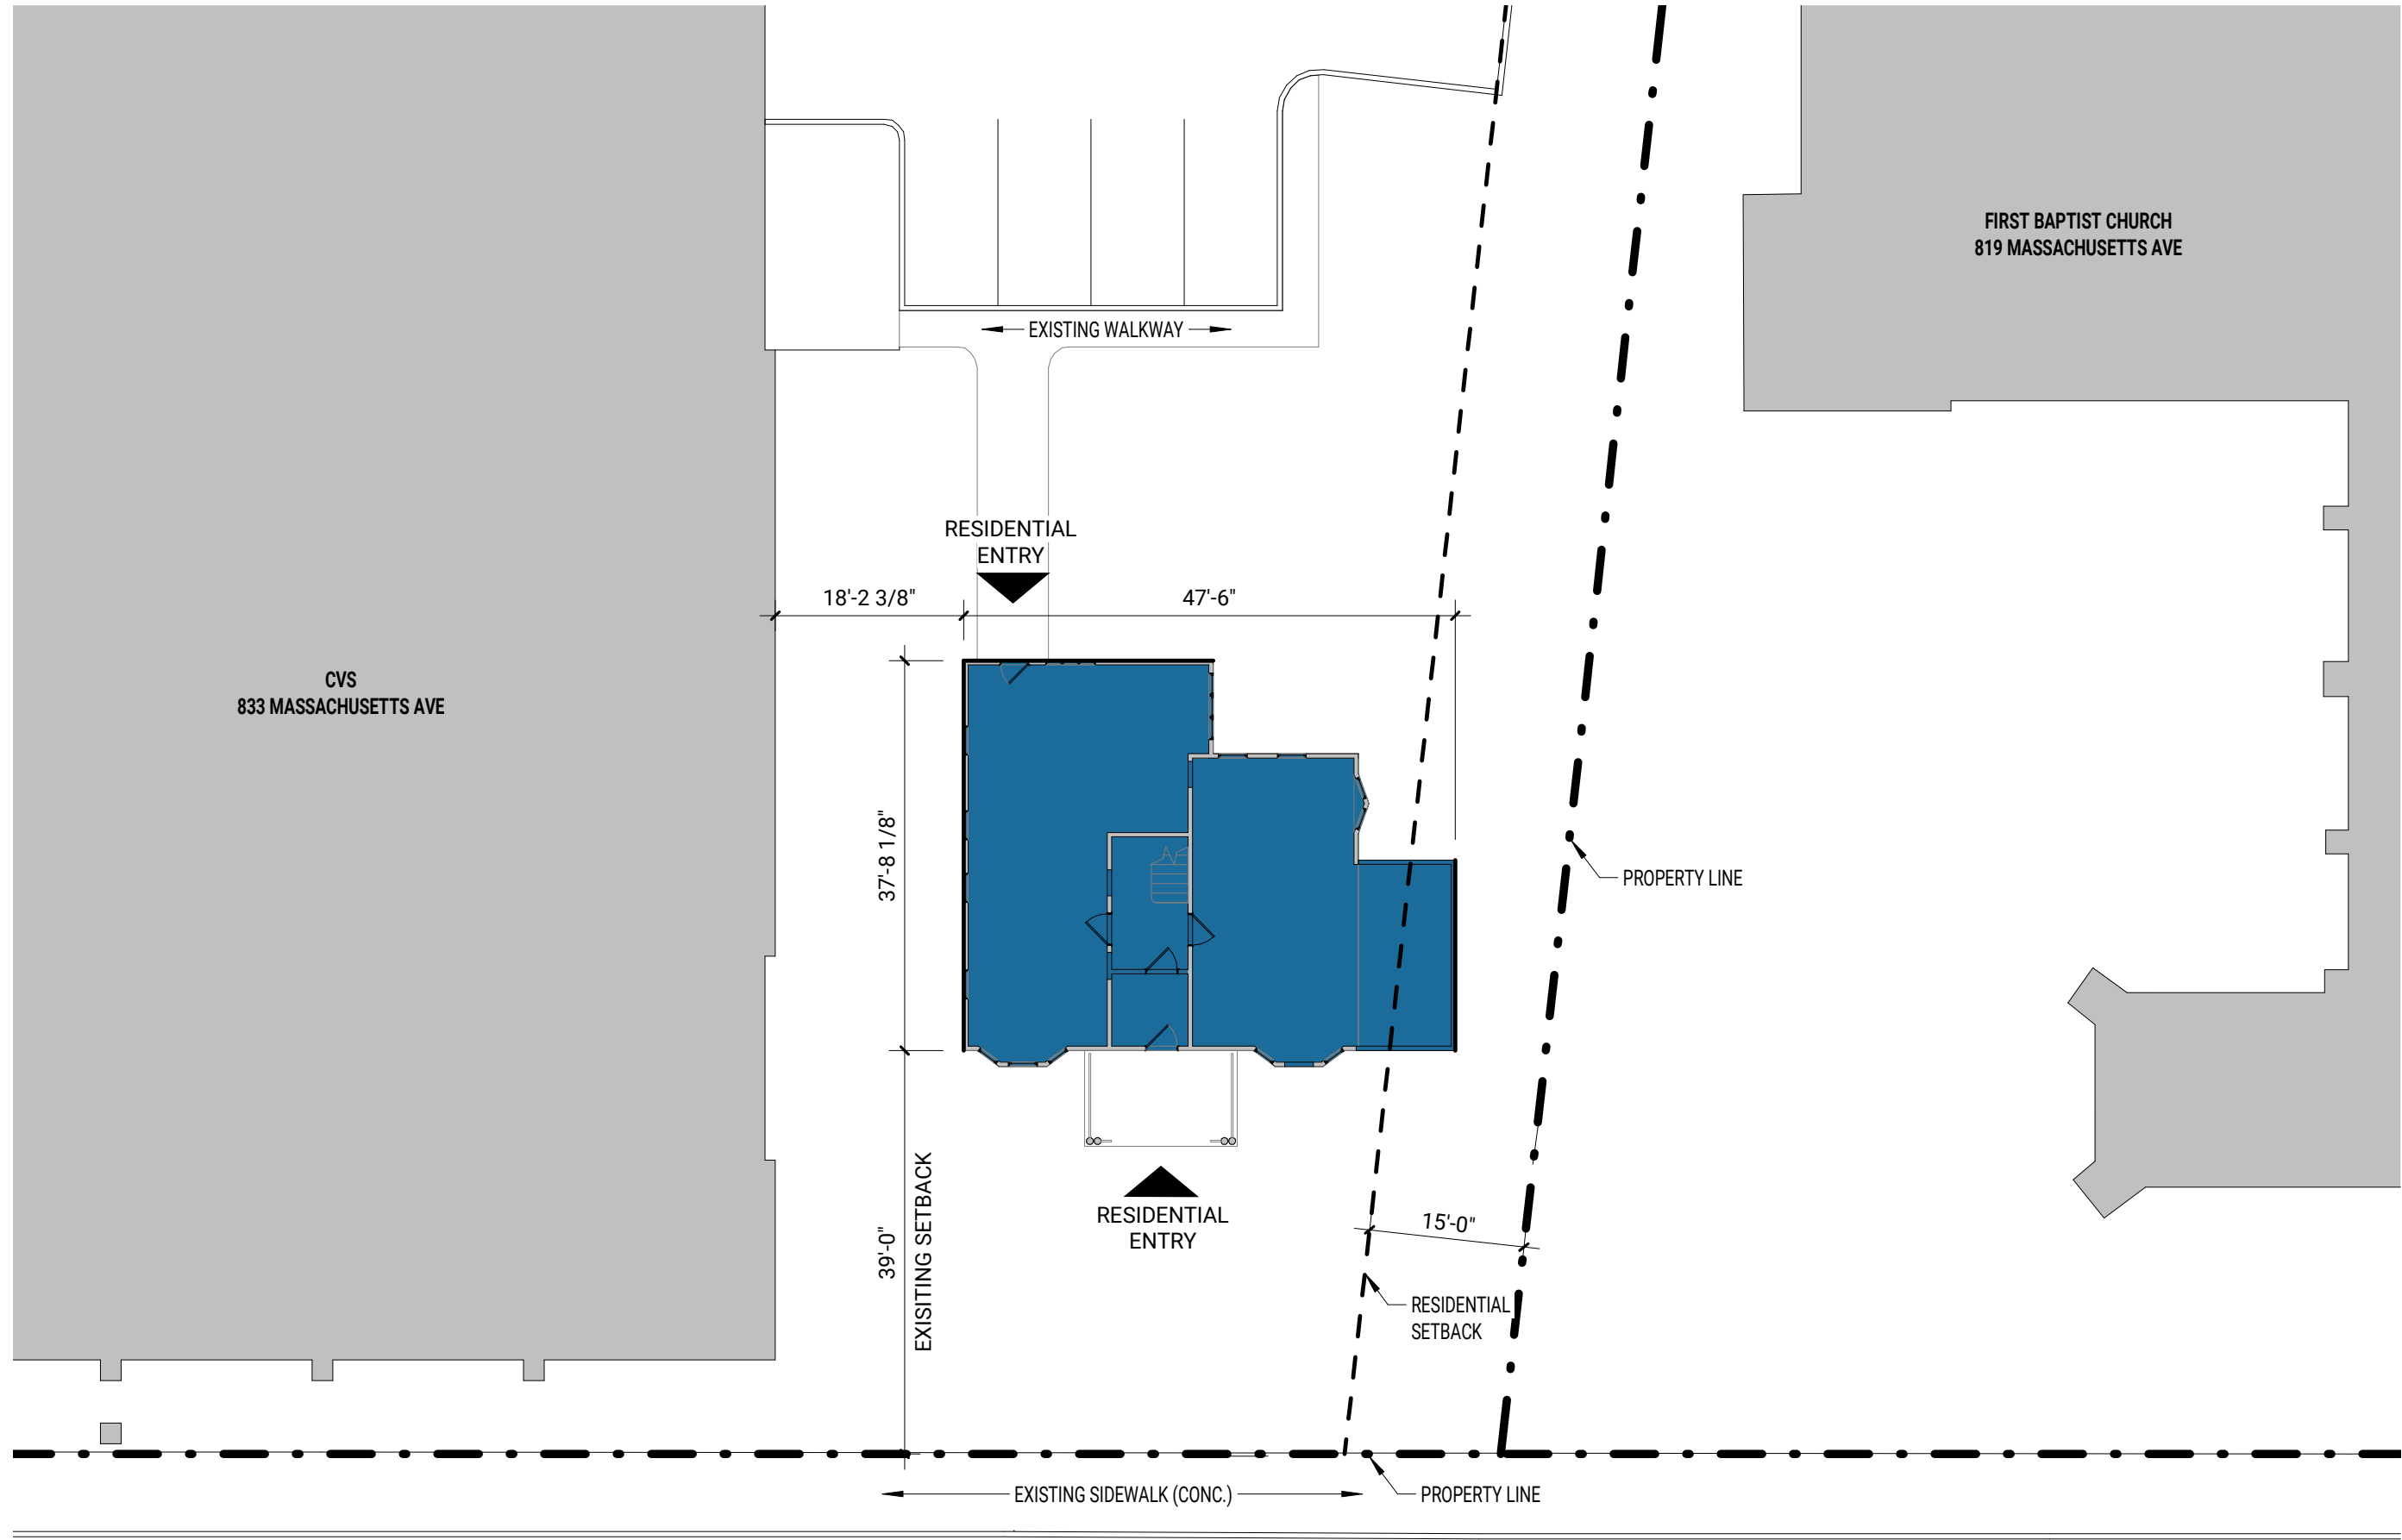 FIRST BAPTIST CHURCH
819 MASSACHUSETTS AVE
EXISTING WALKWAY
RESIDENTIAL
ENTRY
18'-2 3/8"
47'-6"
CVS
833 MASSACHUSETTS AVE
37'-8 1/8"
PROPERTY LINE
39'-0"
EXISITING SETBACK
RESIDENTIAL
ENTRY
15'-0"
RESIDENTIAL
SETBACK
EXISTING SIDEWALK (CONC.)
PROPERTY LINE